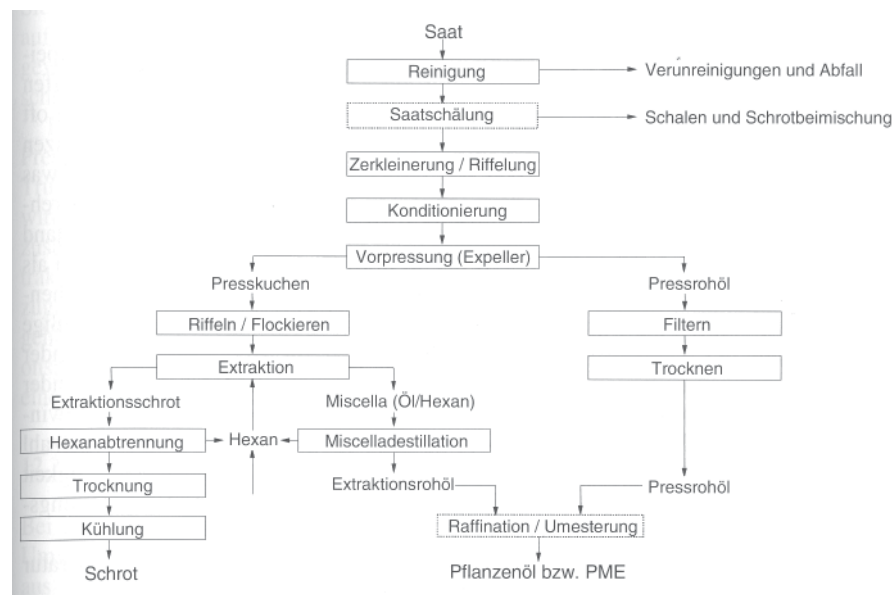 Saat
Reinigung
Verunreinigungen und Abfall
Saatschälung
Schalen und Schrotbeimischung
Zerkleinerung / Riffelung
Konditionierung
Vorpressung (Expeller)
Presskuchen
Pressrohöl
Riffeln / Flockieren
Filtern
Extraktion
Trocknen
Extraktionsschrot
Miscella (Öl/Hexan)
Hexanabtrennung
Hexan
Miscelladestillation
Trocknung
Extraktionsrohöl
Pressrohöl
Kühlung
Raffination / Umesterung
Schrot
Pflanzenöl bzw. PME